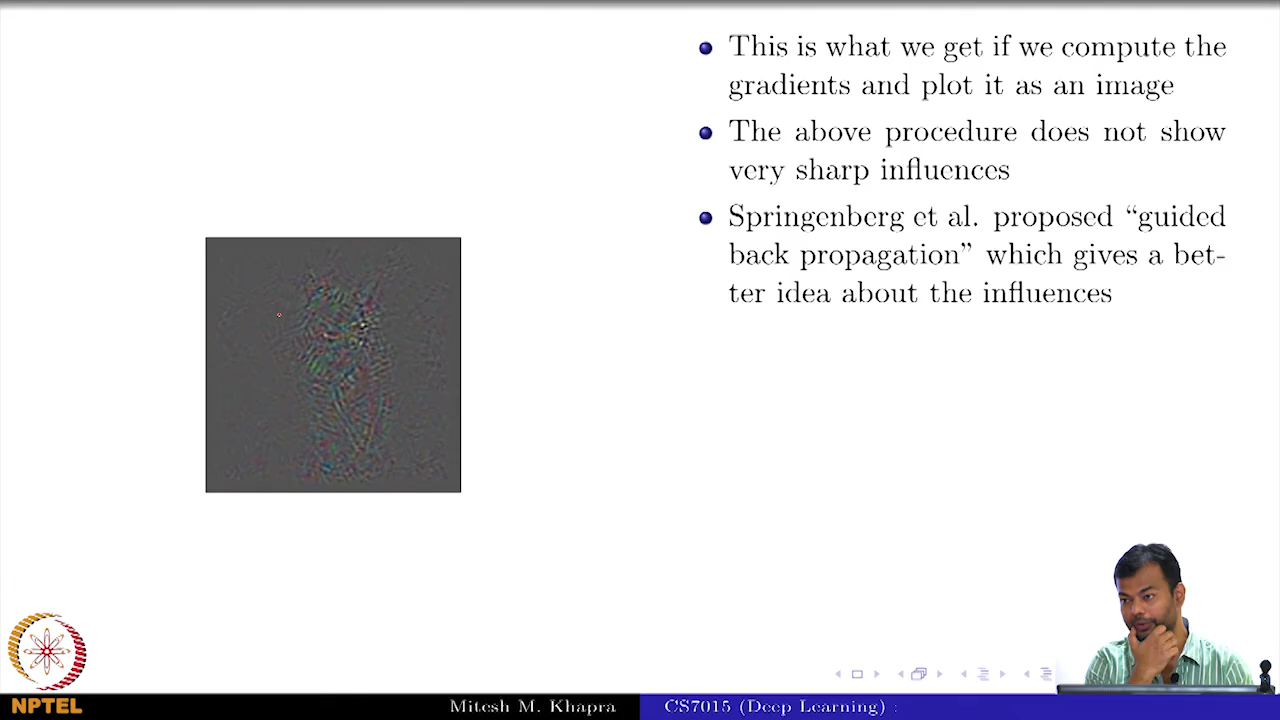 This is what we get if we compute the
gradients and plot it as an image
The above procedure does not show
very sharp influences
Springenberg et al. proposed “guided
back propagation” which gives a bet-
ter idea about the influences
NPTEL
Mitesh M. Khapra
CS7015 (Deep Learning) :